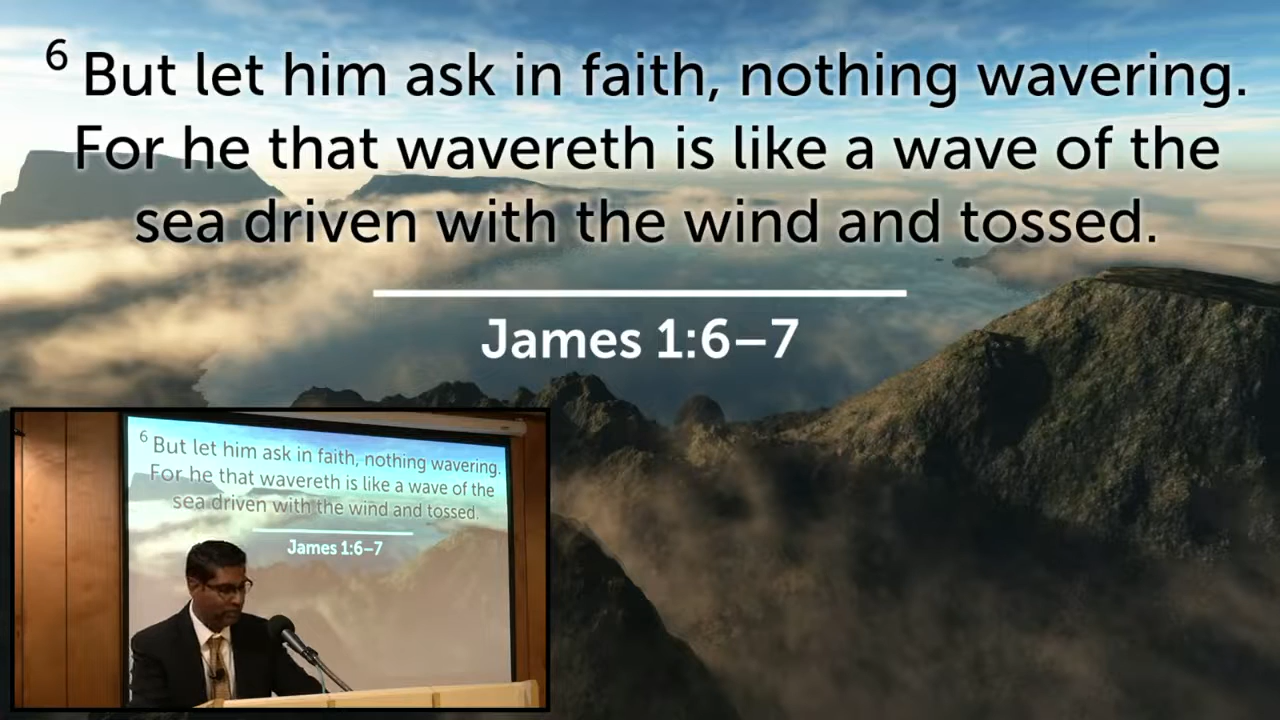 6 But let him ask in faith, nothing wavering.
For he that wavereth is like a wave of the
sea driven with the wind and tossed.
James 1:6–7
6 But let him ask in faith, nothing wavering.
For he that wavereth is like a wave of the
sea driven with the wind and tossed.
James 1:6–7